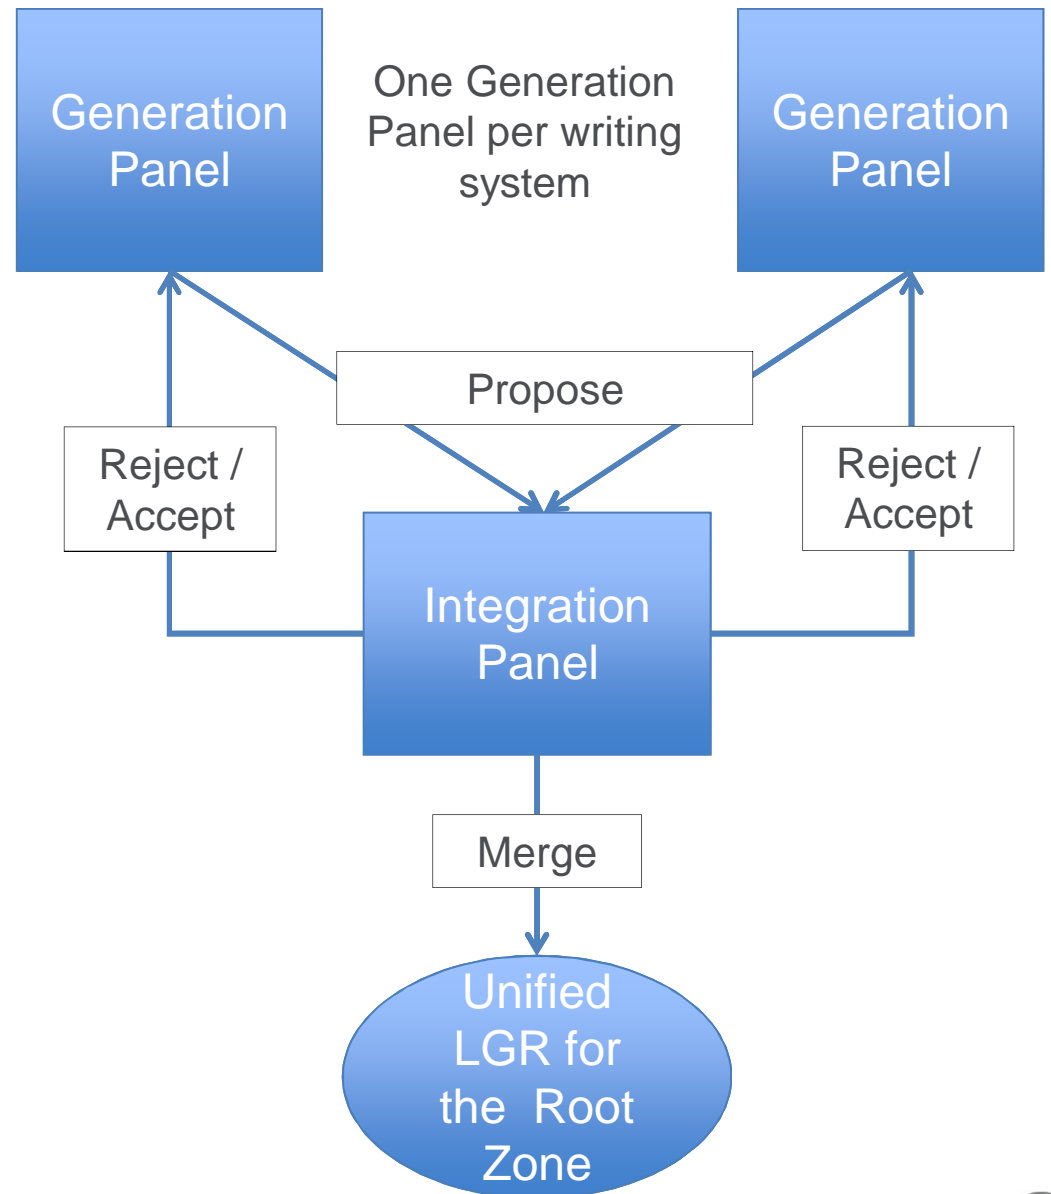 Generation
Panel
One Generation
Panel per writing
system
Generation
Panel
Propose
Reject /
Accept
Reject /
Accept
Integration
Panel
Merge
Unified
LGR for
the Root
Zone